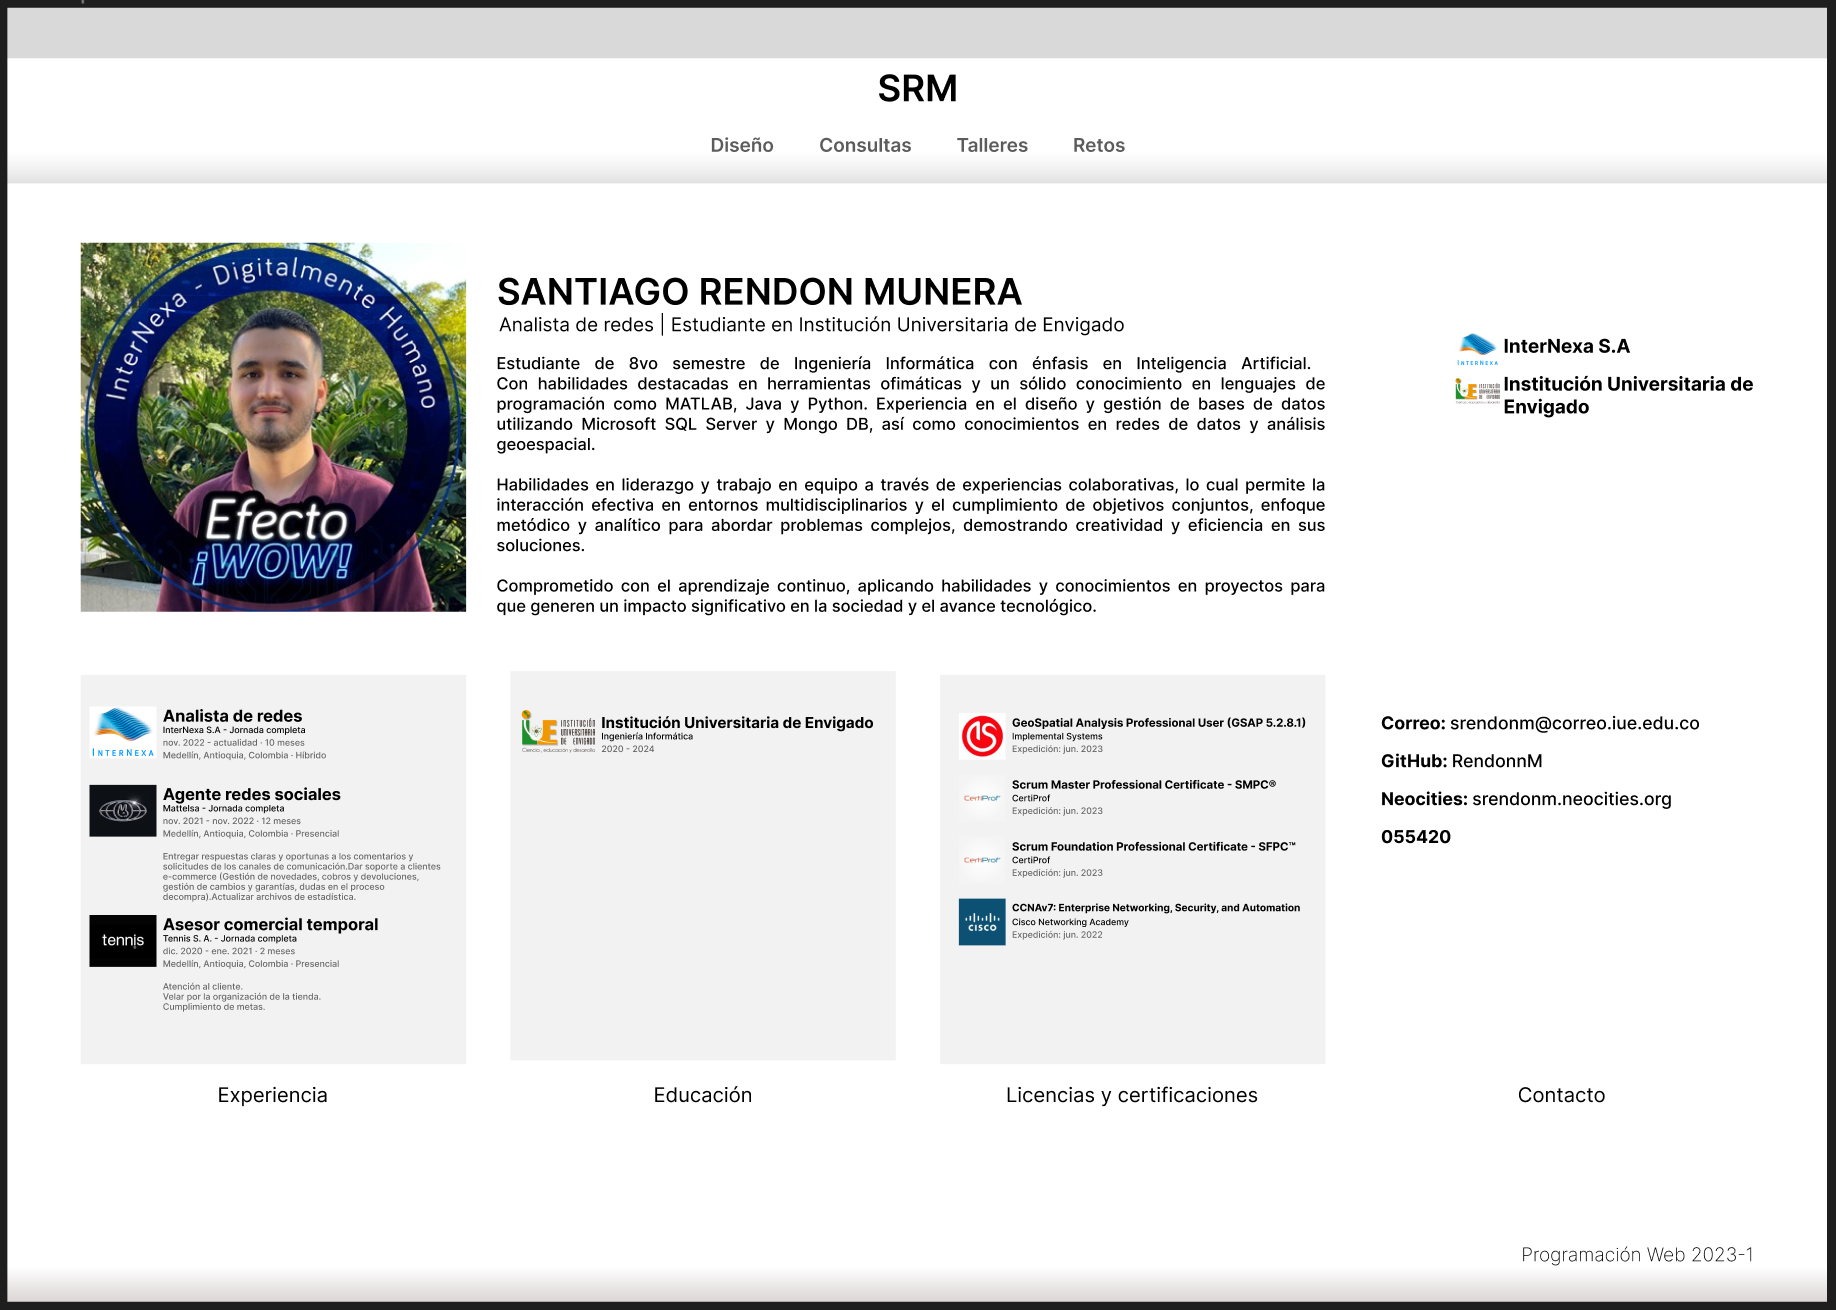 SRM
Diseño Consultas Talleres Retos
InterNexa - Digitalmente Humano
Efecto
¡WOW!
SANTIAGO RENDON MUNERA
Analista de redes | Estudiante en Institución Universitaria de Envigado
Estudiante de 8vo semestre de Ingeniería Informática con énfasis en Inteligencia Artificial.
Con habilidades destacadas en herramientas ofimáticas y un sólido conocimiento en lenguajes de
programación como MATLAB, Java y Python. Experiencia en el diseño y gestión de bases de datos
utilizando Microsoft SQL Server y Mongo DB, así como conocimientos en redes de datos y análisis
geoespacial.
Habilidades en liderazgo y trabajo en equipo a través de experiencias colaborativas, lo cual permite la
interacción efectiva en entornos multidisciplinarios y el cumplimiento de objetivos conjuntos, enfoque
metódico y analítico para abordar problemas complejos, demostrando creatividad y eficiencia en sus
soluciones.
Comprometido con el aprendizaje continuo, aplicando habilidades y conocimientos en proyectos para
que generen un impacto significativo en la sociedad y el avance tecnológico.
INTERNEXA
InterNexa S.A
Institución Universitaria de
Envigado
INTERNEXA
Analista de redes
InterNexa S.A - Jornada completa
nov. 2022 - actualidad · 10 meses
Medellín, Antioquia, Colombia · Híbrido
Agente redes sociales
Mattelsa - Jornada completa
nov. 2021 - nov. 2022 · 12 meses
Medellín, Antioquia, Colombia · Presencial
Entregar respuestas claras y oportunas a los comentarios y
solicitudes de los canales de comunicación.Dar soporte a clientes
e-commerce (Gestión de novedades, cobros y devoluciones,
gestión de cambios y garantías, dudas en el proceso
decompra).Actualizar archivos de estadística.
tennis
Asesor comercial temporal
Tennis S. A. - Jornada completa
dic. 2020 - ene. 2021 · 2 meses
Medellín, Antioquia, Colombia · Presencial
Atención al cliente.
Velar por la organización de la tienda.
Cumplimiento de metas.
Experiencia
INSTITUCIÓN
UNIVERSITARIA
DE ENVIGADO
Ciencia, educación y desarrollo
Institución Universitaria de Envigado
Ingeniería Informática
2020 - 2024
Educación
GeoSpatial Analysis Professional User (GSAP 5.2.8.1)
Implemental Systems
Expedición: jun. 2023
CertiProf
Scrum Master Professional Certificate - SMPC®
CertiProf
Expedición: jun. 2023
CertiProf
Scrum Foundation Professional Certificate - SFPC™
CertiProf
Expedición: jun. 2023
CISCO
CCNAv7: Enterprise Networking, Security, and Automation
Cisco Networking Academy
Expedición: jun. 2022
Licencias y certificaciones
Correo: srendonm@correo.iue.edu.co
GitHub: RendonnM
Neocities: srendonm.neocities.org
055420
Contacto
Programación Web 2023-1